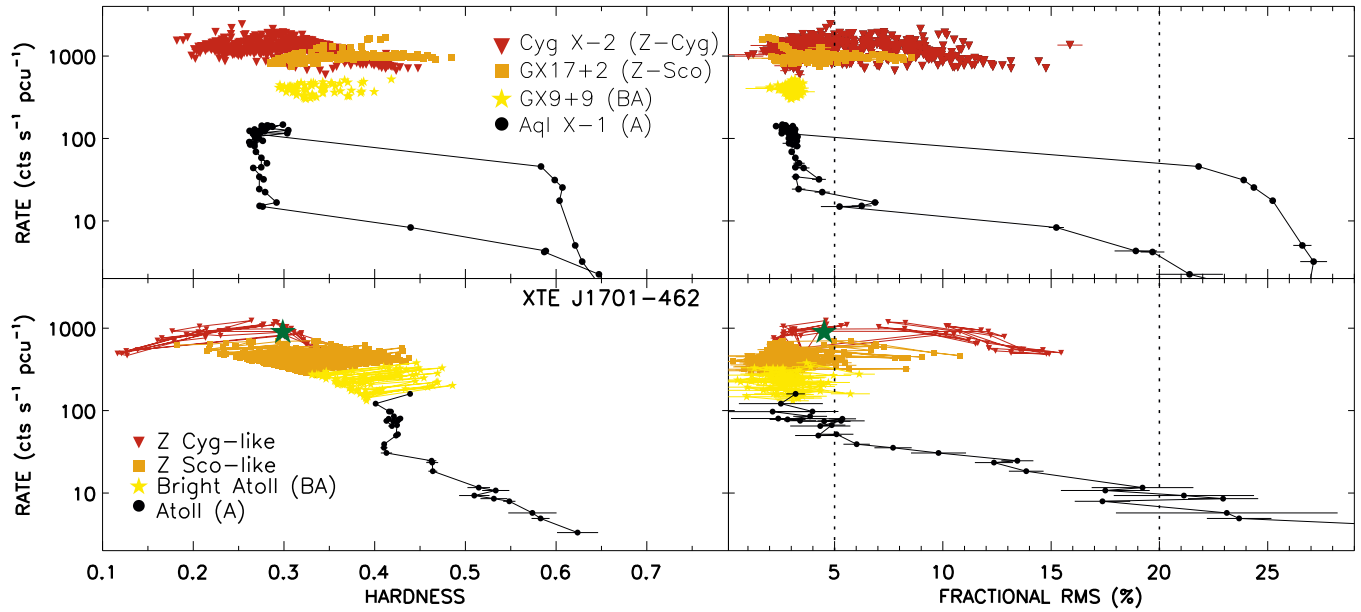 RATE (cts s⁻¹ pcu⁻¹)
1000
100
10
Cyg X-2 (Z-Cyg)
GX17+2 (Z-Sco)
GX9+9 (BA)
Aql X-1 (A)
RATE (cts s⁻¹ pcu⁻¹)
1000
100
10
XTE J1701-462
Z Cyg-like
Z Sco-like
Bright Atoll (BA)
Atoll (A)
0.1 0.2 0.3 0.4 0.5 0.6 0.7
HARDNESS
5 10 15 20 25
FRACTIONAL RMS (%)